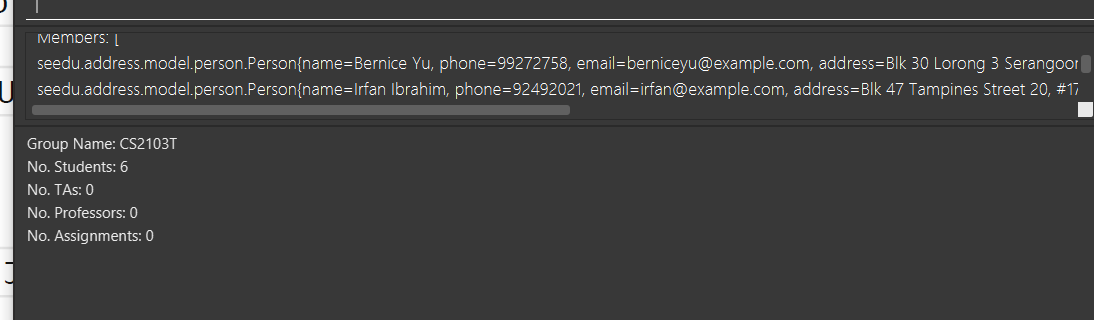 Members: [
seedu.address.model.person.Person{name=Bernice Yu, phone=99272758, email=berniceyu@example.com, address=Blk 30 Lorong 3 Serangoon
seedu.address.model.person.Person{name=Irfan Ibrahim, phone=92492021, email=irfan@example.com, address=Blk 47 Tampines Street 20, #17
Group Name: CS2103T
No. Students: 6
No. TAs: 0
No. Professors: 0
No. Assignments: 0